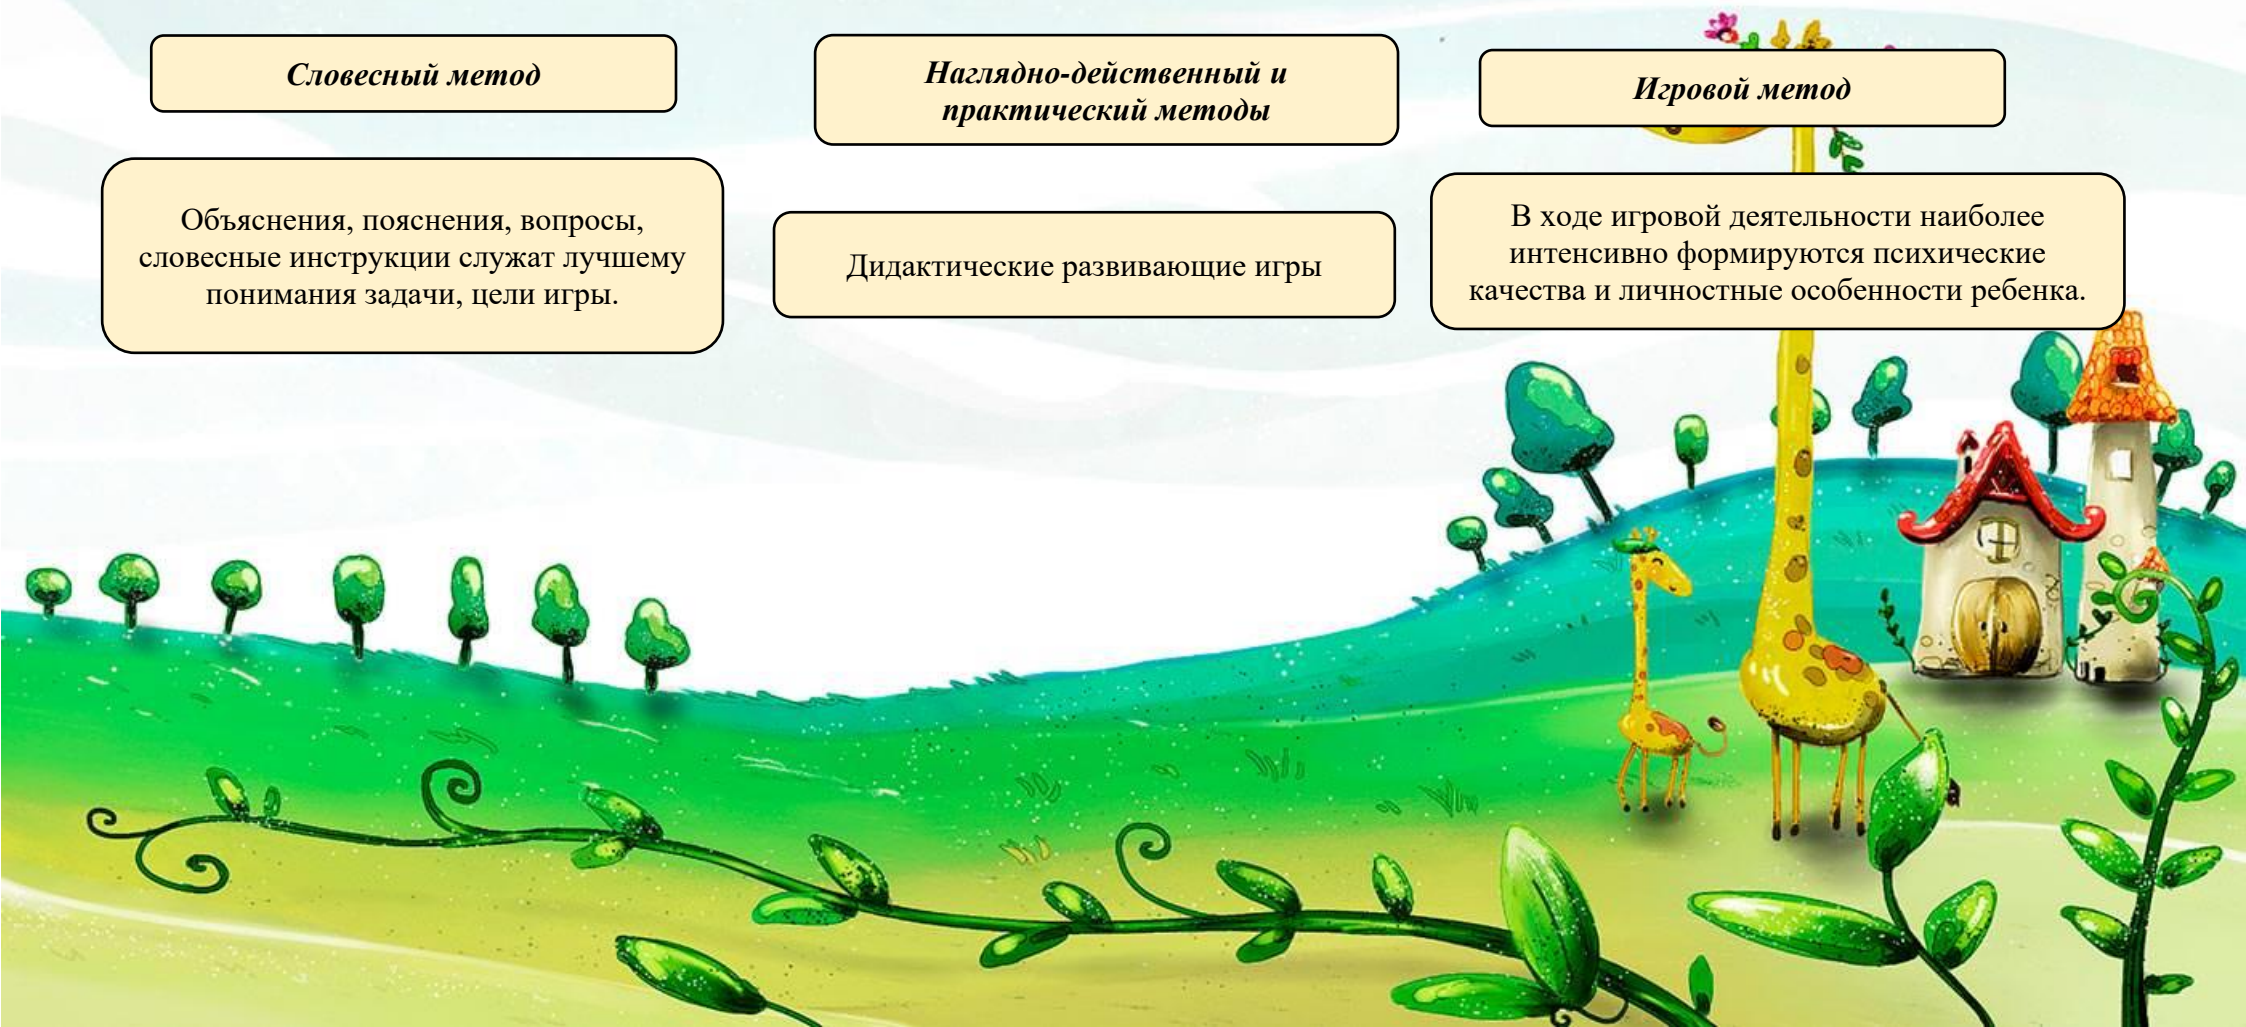 Словесный метод
Объяснения, пояснения, вопросы,
словесные инструкции служат лучшему
понимания задачи, цели игры.
Наглядно-действенный и
практический методы
Дидактические развивающие игры
Игровой метод
В ходе игровой деятельности наиболее
интенсивно формируются психические
качества и личностные особенности ребенка.